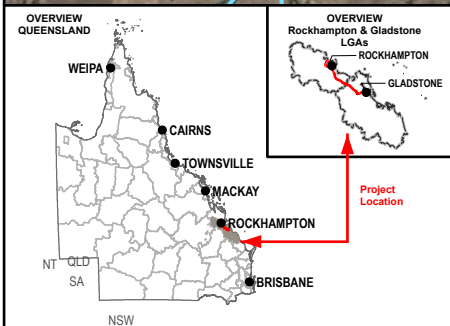 OVERVIEW
QUEENSLAND
WEIPA
CAIRNS
TOWNSVILLE
MACKAY
ROCKHAMPTON
BRISBANE
NT
QLD
SA
NSW
OVERVIEW
Rockhampton & Gladstone
LGAs
ROCKHAMPTON
GLADSTONE
Project
Location